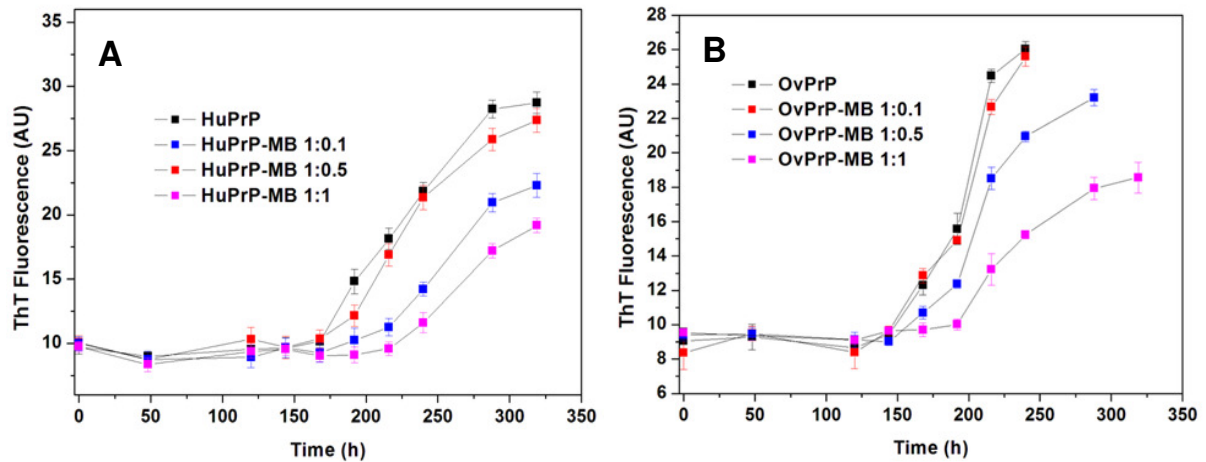 A
35
30
25
20
15
10
ThT Fluorescence (AU)
HuPrP
HuPrP-MB 1:0.1
HuPrP-MB 1:0.5
HuPrP-MB 1:1
0 50 100 150 200 250 300 350
Time (h)
B
28
26
24
22
20
18
16
14
12
10
8
6
ThT Fluorescence (AU)
OvPrP
OvPrP-MB 1:0.1
OvPrP-MB 1:0.5
OvPrP-MB 1:1
0 50 100 150 200 250 300 350
Time (h)